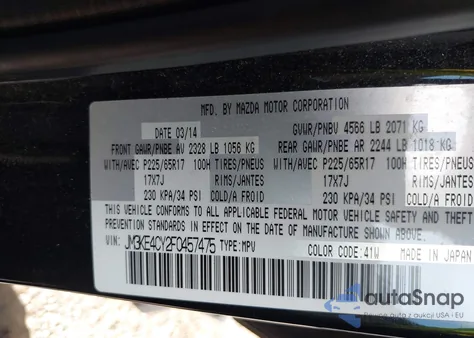 MFD. BY MAZDA MOTOR CORPORATION
DATE 03/14 GVWR/PNBV 4566 LB 2071 KG
FRONT GAWR/PNBE AV 2328 LB 1056 KG REAR GAWR/PNBE AR 2244 LB 1018 KG
WITH/AVEC P225/65R17 100H TIRES/PNEUS WITH/AVEC P225/65R17 100H TIRES/PNEUS
17X7J RIMS/JANTES 17X7J RIMS/JANTES
230 KPA/34 PSI COLD/A FROID 230 KPA/34 PSI COLD/A FROID
THIS VEHICLE CONFORMS TO ALL APPLICABLE FEDERAL MOTOR VEHICLE SAFETY AND THEFT
PREVENTION STANDARDS IN EFFECT ON THE DATE OF MANUFACTURE SHOWN ABOVE.
JM3KE4CY2F0457475 TYPE:MPV COLOR CODE:41W MADE IN JAPAN
autoSnap